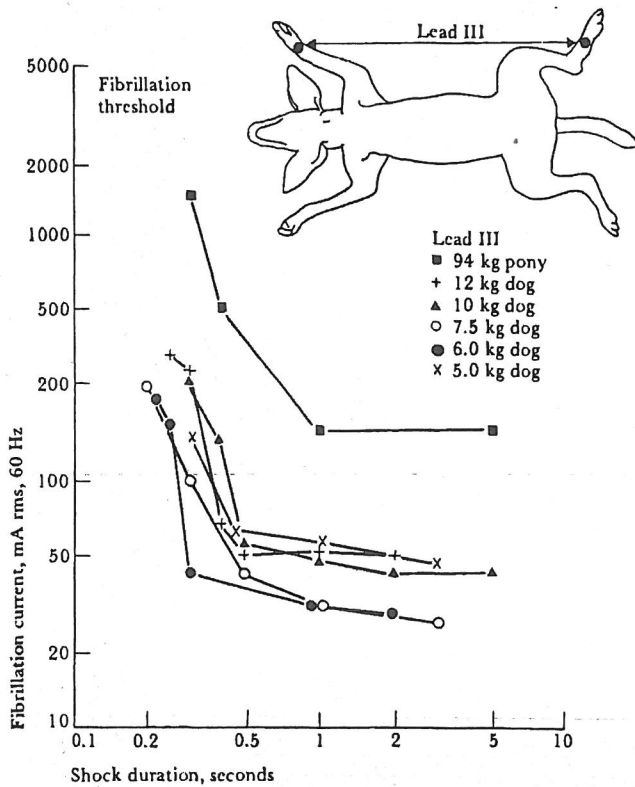 Lead III
Fibrillation
threshold
5000
2000
1000
500
200
100
50
20
10
Fibrillation current, mA rms, 60 Hz
Lead III
94 kg pony
12 kg dog
10 kg dog
7.5 kg dog
6.0 kg dog
5.0 kg dog
0.1 0.2 0.5 1 2 5 10
Shock duration, seconds